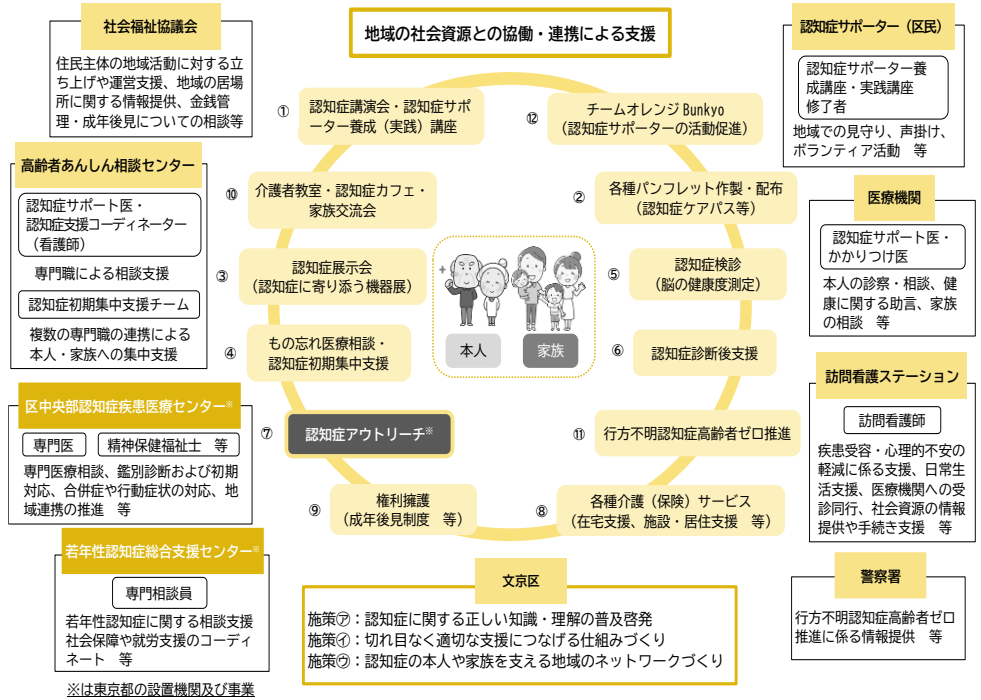 地域の社会資源との協働・連携による支援
社会福祉協議会
住民主体の地域活動に対する立
ち上げや運営支援、地域の居場
所に関する情報提供、金銭管
理・成年後見についての相談等
高齢者あんしん相談センター
認知症サポート医・
認知症支援コーディネーター
（看護師）
専門職による相談支援
認知症初期集中支援チーム
複数の専門職の連携による
本人・家族への集中支援
区中央部認知症疾患医療センター※
専門医
精神保健福祉士　等
専門医療相談、鑑別診断および初期
対応、合併症や行動症状の対応、地
域連携の推進　等
若年性認知症総合支援センター※
専門相談員
若年性認知症に関する相談支援
社会保障や就労支援のコーディ
ネート　等
※は東京都の設置機関及び事業
①
認知症講演会・認知症サポ
ーター養成（実践）講座
⑩
介護者教室・認知症カフェ・
家族交流会
③
認知症展示会
（認知症に寄り添う機器展）
④
もの忘れ医療相談・
認知症初期集中支援
⑦
認知症アウトリーチ※
⑨
権利擁護
（成年後見制度　等）
本人
家族
⑫
チームオレンジ Bunkyo
（認知症サポーターの活動促進）
②
各種パンフレット作製・配布
（認知症ケアパス等）
⑤
認知症検診
（脳の健康度測定）
⑥
認知症診断後支援
⑪
行方不明認知症高齢者ゼロ推進
⑧
各種介護（保険）サービス
（在宅支援、施設・居住支援　等）
文京区
施策㋐：認知症に関する正しい知識・理解の普及啓発
施策㋑：切れ目なく適切な支援につなげる仕組みづくり
施策㋒：認知症の本人や家族を支える地域のネットワークづくり
認知症サポーター（区民）
認知症サポーター養
成講座・実践講座
修了者
地域での見守り、声掛け、
ボランティア活動　等
医療機関
認知症サポート医・
かかりつけ医
本人の診察・相談、健
康に関する助言、家族
の相談　等
訪問看護ステーション
訪問看護師
疾患受容・心理的不安の
軽減に係る支援、日常生
活支援、医療機関への受
診同行、社会資源の情報
提供や手続き支援　等
警察署
行方不明認知症高齢者ゼロ
推進に係る情報提供　等